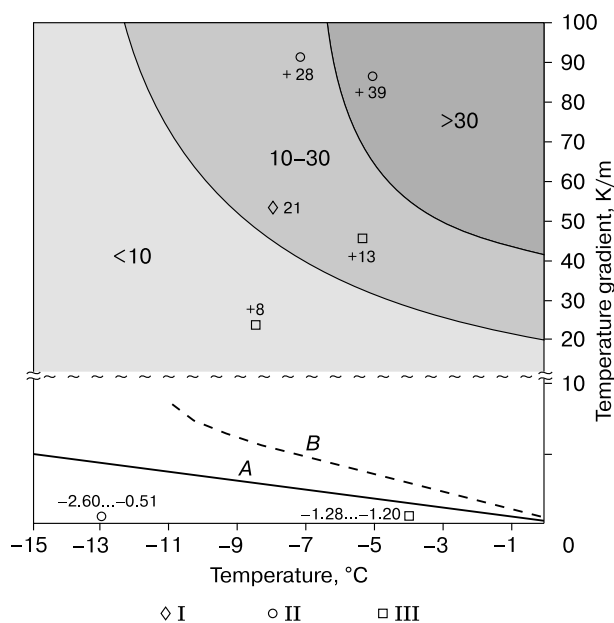 100
90
+28
+39
80
>30
70
10–30
60
21
50
+13
40
<10
+8
30
20
~ ~ ~ ~ ~ ~ ~ ~ ~ ~ ~ ~ ~ ~ ~ ~ ~ ~ ~ ~ ~ ~ ~
10
B
A
−2.60...−0.51
−1.28...−1.20
−15 −13 −11 −9 −7 −5 −3 −1 0
Temperature, °C
Temperature gradient, K/m
I II III